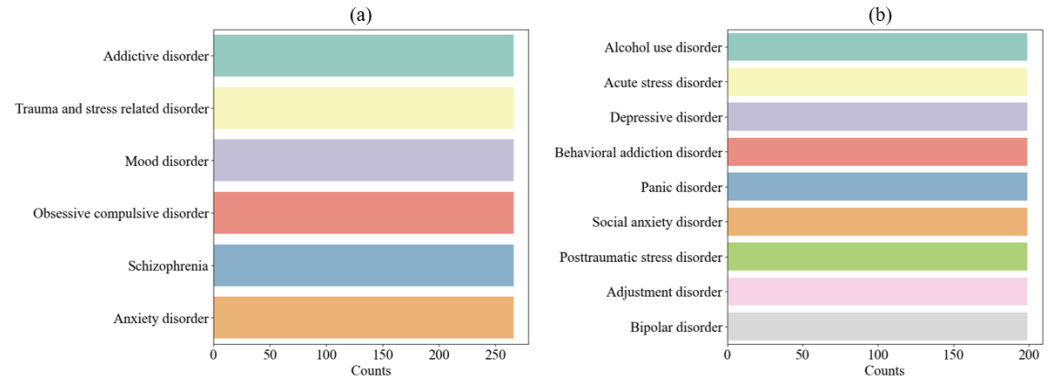 (a)
Addictive disorder
Trauma and stress related disorder
Mood disorder
Obsessive compulsive disorder
Schizophrenia
Anxiety disorder
0 50 100 150 200 250
Counts
(b)
Alcohol use disorder
Acute stress disorder
Depressive disorder
Behavioral addiction disorder
Panic disorder
Social anxiety disorder
Posttraumatic stress disorder
Adjustment disorder
Bipolar disorder
0 50 100 150 200
Counts